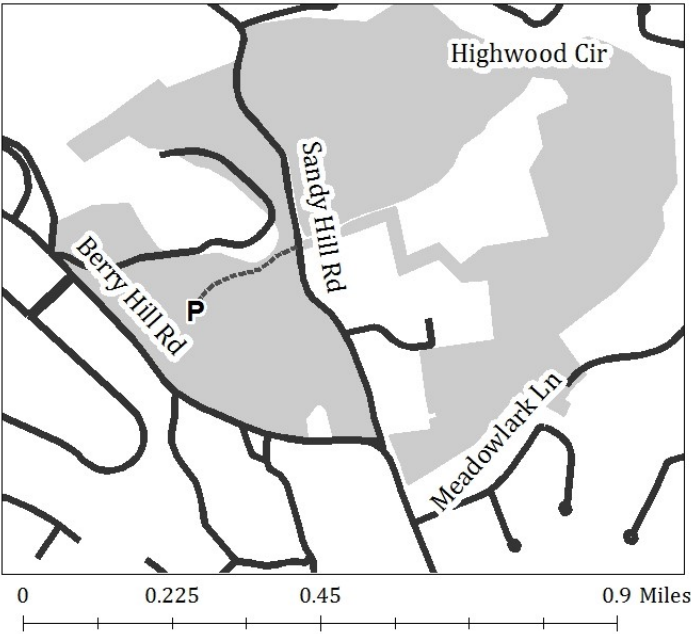 Highwood Cir
Sandy Hill Rd
Berry Hill Rd
P
Meadowlark Ln
0 0.225 0.45 0.9 Miles